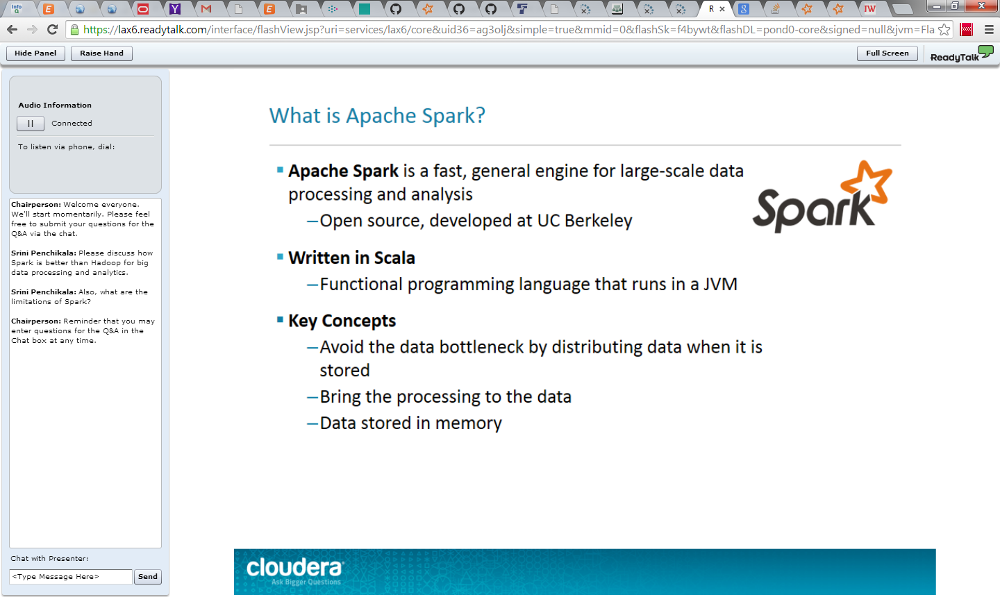 Info
Q
R
JW
https://lax6.readytalk.com/interface/flashView.jsp?uri=services/lax6/core&uid36=ag3olj&simple=true&mmid=0&flashSk=f4bywt&flashDL=pond0-core&signed=null&jvm=Fla
Hide Panel
Raise Hand
Full Screen
ReadyTalk
Audio Information
Connected
To listen via phone, dial:
Chairperson: Welcome everyone.
We'll start momentarily. Please feel
free to submit your questions for the
Q&A via the chat.
Srini Penchikala: Please discuss how
Spark is better than Hadoop for big
data processing and analytics.
Srini Penchikala: Also, what are the
limitations of Spark?
Chairperson: Reminder that you may
enter questions for the Q&A in the
Chat box at any time.
Chat with Presenter:
<Type Message Here>
Send
What is Apache Spark?
Apache Spark is a fast, general engine for large-scale data
processing and analysis
–Open source, developed at UC Berkeley
Spark
Written in Scala
–Functional programming language that runs in a JVM
Key Concepts
–Avoid the data bottleneck by distributing data when it is
stored
–Bring the processing to the data
–Data stored in memory
cloudera
Ask Bigger Questions